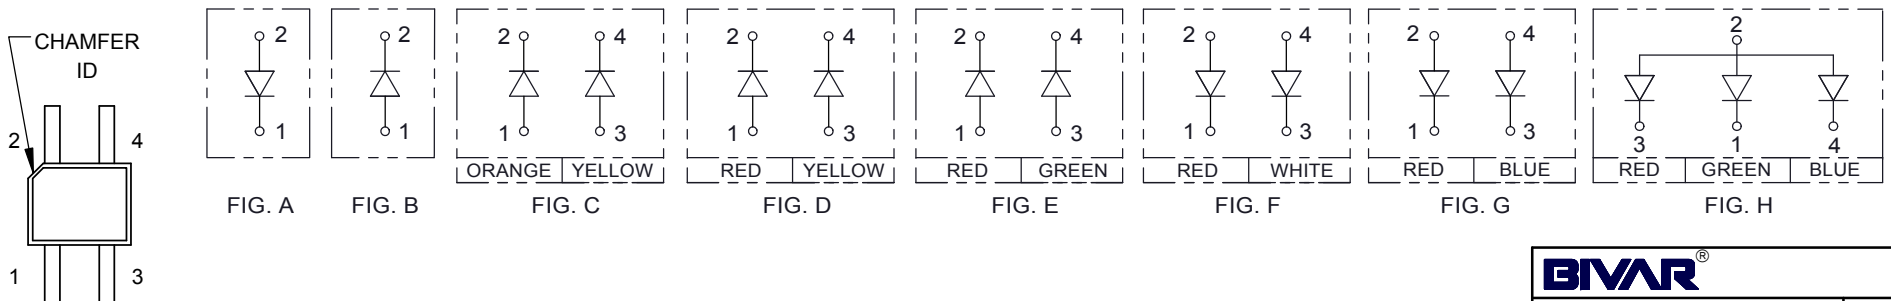 CHAMFER
ID
2
4
1
3
2
1
FIG. A
2
1
FIG. B
2 4
1 3
ORANGE YELLOW
FIG. C
2 4
1 3
RED YELLOW
FIG. D
2 4
1 3
RED GREEN
FIG. E
2 4
1 3
RED WHITE
FIG. F
2 4
1 3
RED BLUE
FIG. G
2
3 1 4
RED GREEN BLUE
FIG. H
BIVAR®